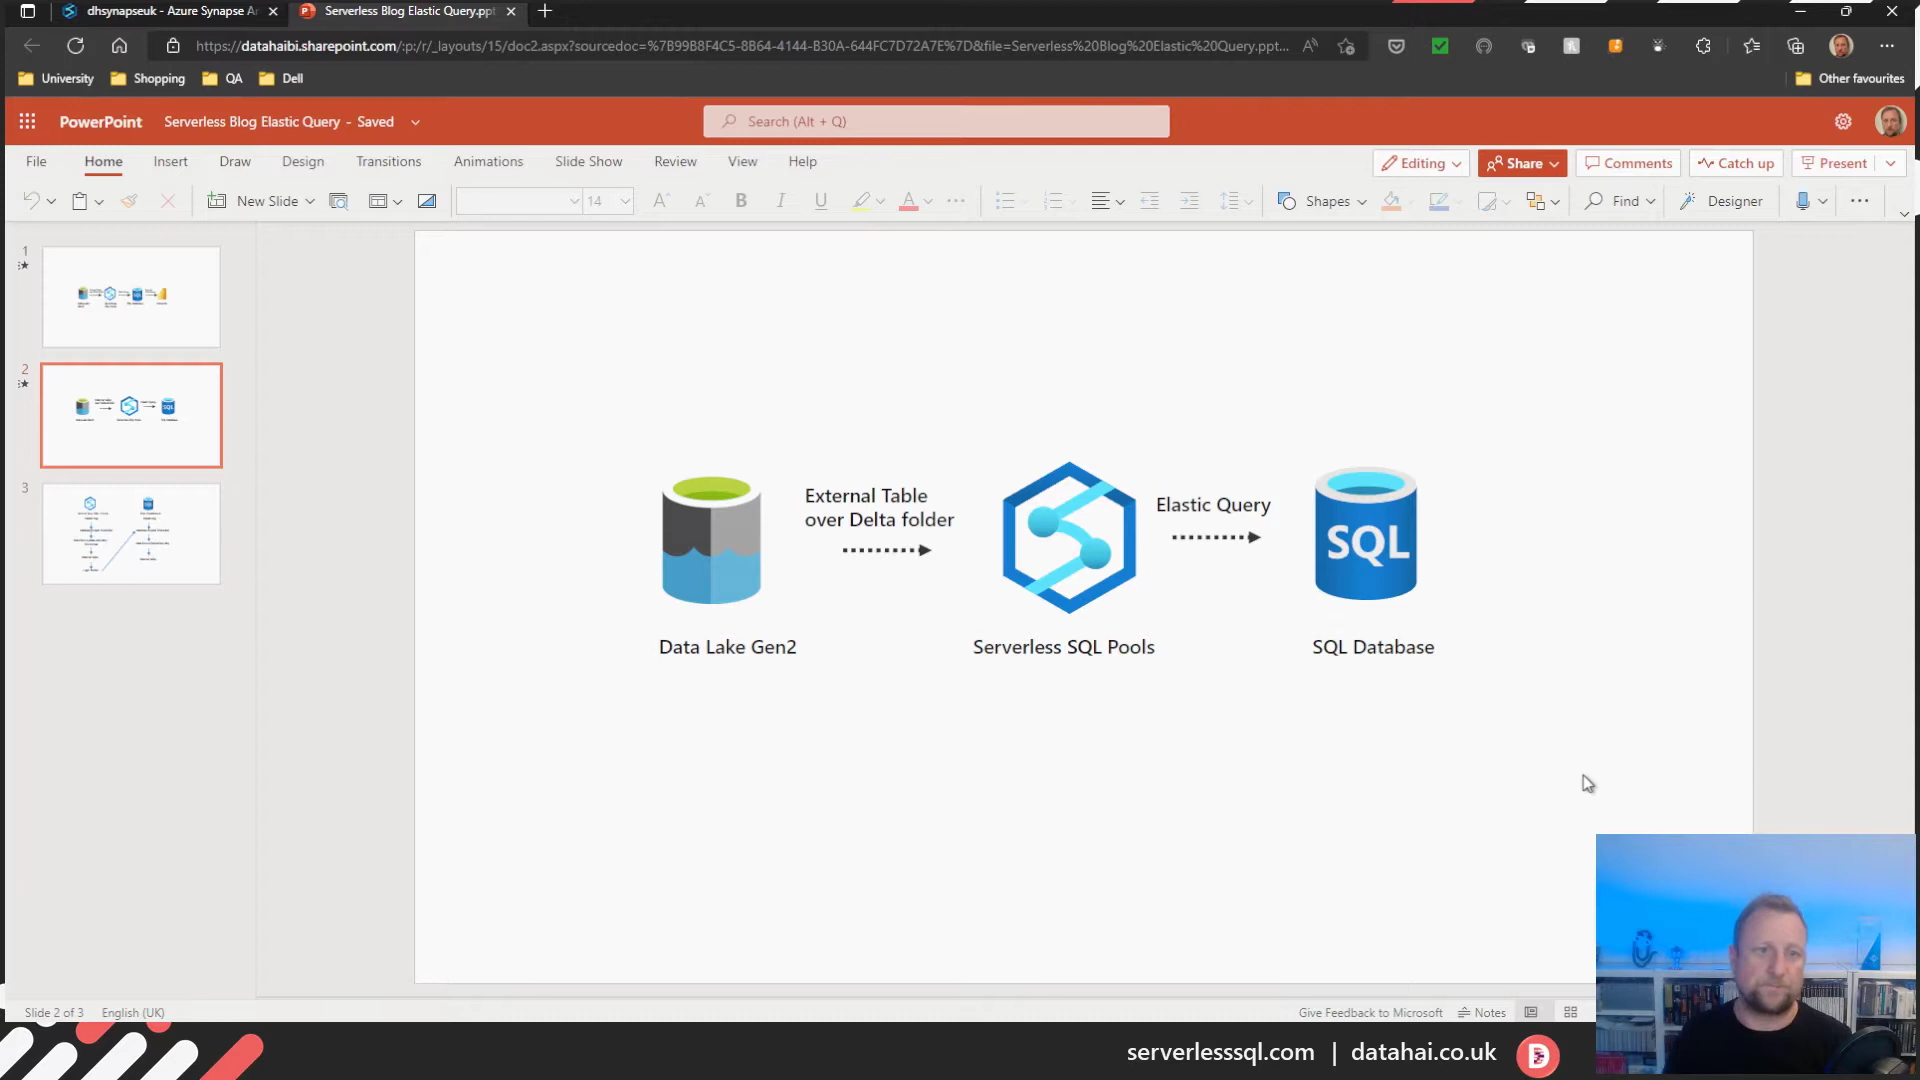 dhsynapseuk - Azure Synapse An
Serverless Blog Elastic Query.ppt
https://datahaibi.sharepoint.com/:p:/r/_layouts/15/doc2.aspx?sourcedoc=%7B99B8F4C5-8B64-4144-B30A-644FC7D72A7E%7D&file=Serverless%20Blog%20Elastic%20Query.ppt...
University
Shopping
QA
Dell
Other favourites
PowerPoint
Serverless Blog Elastic Query - Saved
Search (Alt + Q)
File
Home
Insert
Draw
Design
Transitions
Animations
Slide Show
Review
View
Help
Editing
Share
Comments
Catch up
Present
New Slide
14
B
I
U
Shapes
Find
Designer
1
2
3
External Table
over Delta folder
Elastic Query
SQL
Data Lake Gen2
Serverless SQL Pools
SQL Database
Slide 2 of 3
English (UK)
Give Feedback to Microsoft
Notes
serverlesssql.com | datahai.co.uk